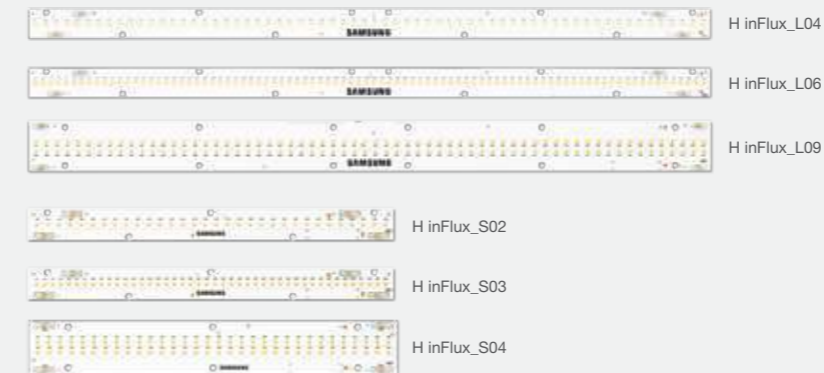 SAMSUNG H inFlux_L04
SAMSUNG H inFlux_L06
SAMSUNG H inFlux_L09
SAMSUNG H inFlux_S02
SAMSUNG H inFlux_S03
SAMSUNG H inFlux_S04